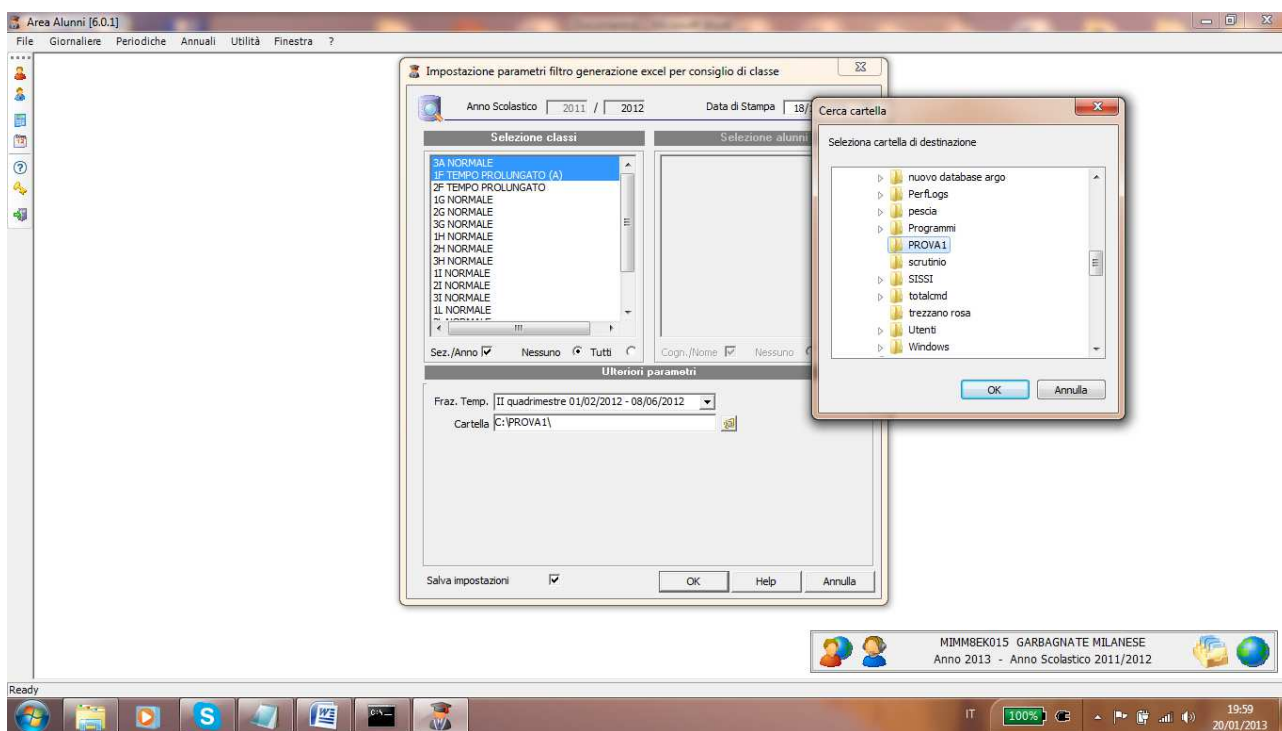 Area Alunni [6.0.1]
File Giornaliere Periodiche Annuali Utilità Finestra ?
Impostazione parametri filtro generazione excel per consiglio di classe
Anno Scolastico 2011 / 2012 Data di Stampa 18/
Selezione classi Selezione alunni
3A NORMALE
1F TEMPO PROLUNGATO (A)
2F TEMPO PROLUNGATO
1G NORMALE
2G NORMALE
3G NORMALE
1H NORMALE
2H NORMALE
3H NORMALE
1I NORMALE
2I NORMALE
3I NORMALE
1L NORMALE
Sez./Anno Nessuno Tutti Cogn./Nome Nessuno
Ulteriori parametri
Fraz. Temp. II quadrimestre 01/02/2012 - 08/06/2012
Cartella C:\PROVA1\
Salva impostazioni OK Help Annulla
Cerca cartella
Seleziona cartella di destinazione
nuovo database argo
PerfLogs
pescia
Programmi
PROVA1
scrutinio
SISSI
totalcmd
trezzano rosa
Utenti
Windows
OK Annulla
MIMM8EK015 GARBAGNATE MILANESE
Anno 2013 - Anno Scolastico 2011/2012
Ready
IT 100% 19:59
20/01/2013